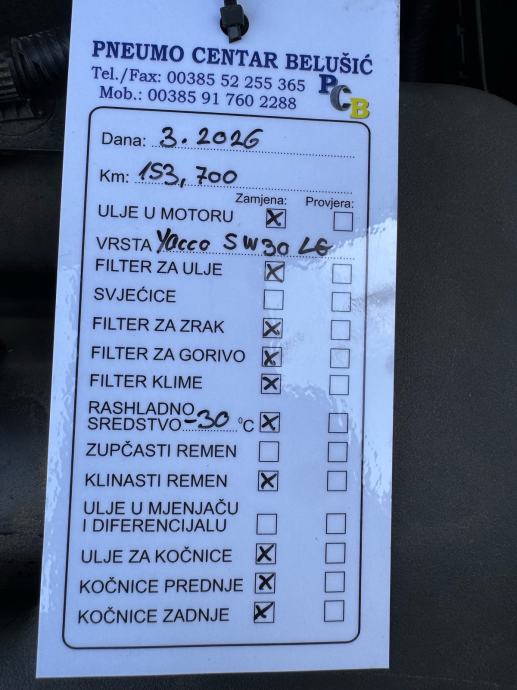 PNEUMO CENTAR BELUŠIĆ
Tel./Fax: 00385 52 255 365
Mob.: 00385 91 760 2288
PCB
Dana: 3. 2026
Km: 153,700
Zamjena: Provjera:
ULJE U MOTORU X
VRSTA Yacco 5W30 LE
FILTER ZA ULJE X
SVJEĆICE
FILTER ZA ZRAK X
FILTER ZA GORIVO X
FILTER KLIME X
RASHLADNO
SREDSTVO -30 °C X
ZUPČASTI REMEN
KLINASTI REMEN X
ULJE U MJENJAČU
I DIFERENCIJALU
ULJE ZA KOČNICE X
KOČNICE PREDNJE X
KOČNICE ZADNJE X